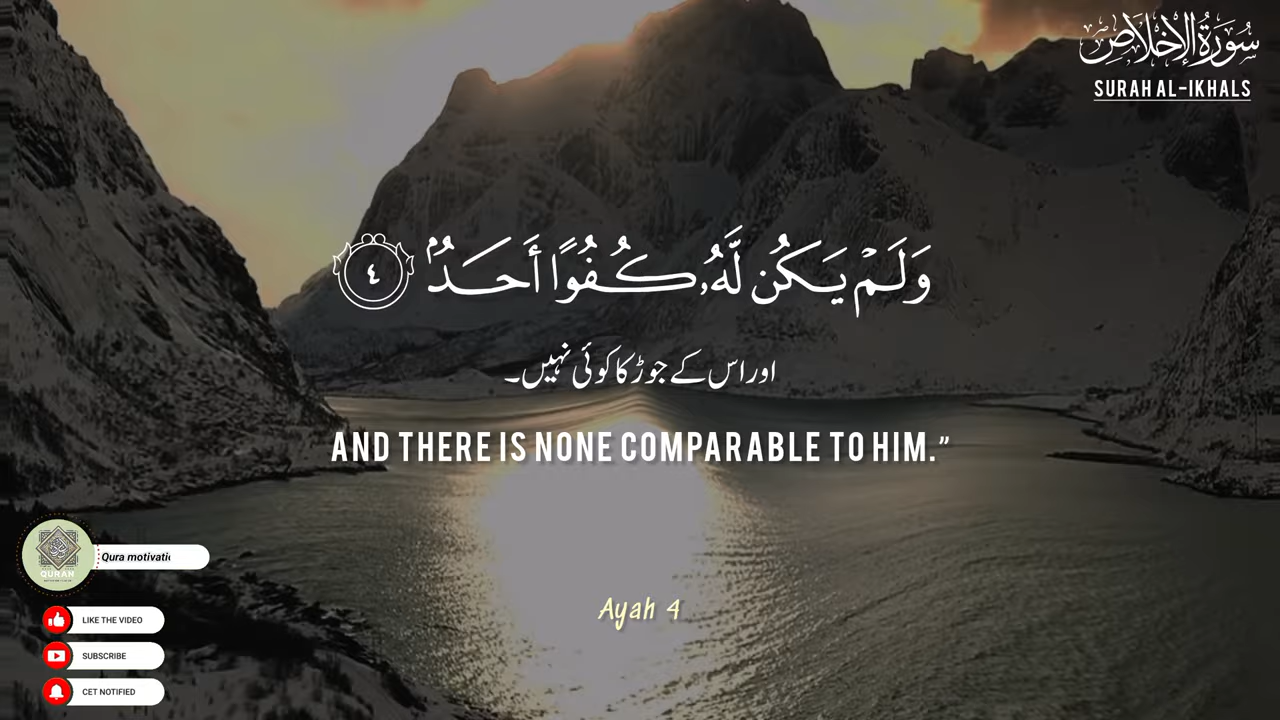 سُورَةُ الإِخْلَاصِ
SURAH AL-IKHALS
وَلَمْ يَكُن لَّهُۥ كُفُوًا أَحَدٌۢ ٤
اور اس کے جوڑ کا کوئی نہیں۔
AND THERE IS NONE COMPARABLE TO HIM.”
Ayah 4
Qura motivati
QURAN
LIKE THE VIDEO
SUBSCRIBE
CET NOTIFIED